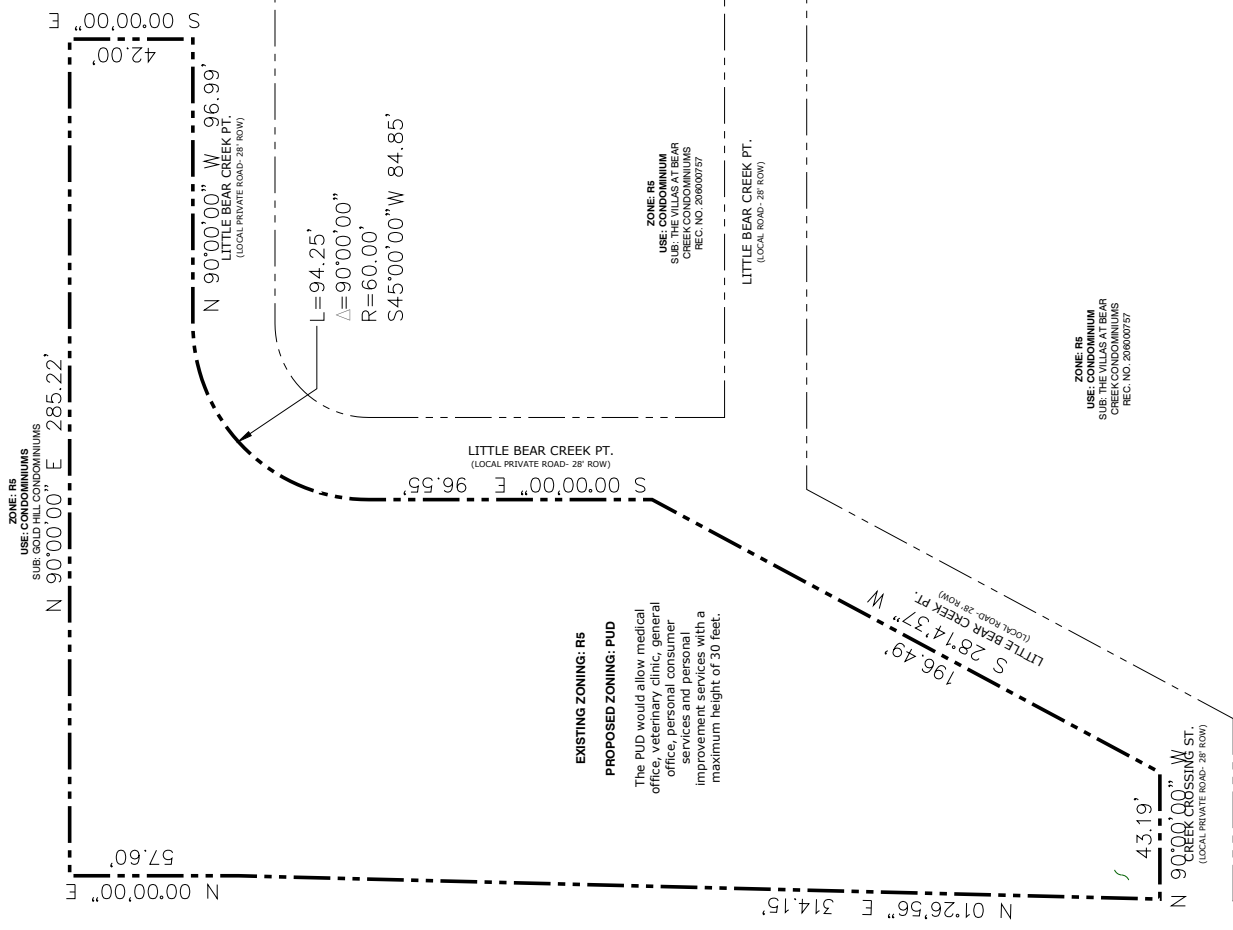 ZONE: R5
USE: CONDOMINIUMS
SUB: GOLD HILL CONDOMINIUMS
N 90°00'00" E 285.22'
S 00°00'00" E
42.00'
N 90°00'00" W 96.99'
LITTLE BEAR CREEK PT.
(LOCAL PRIVATE ROAD- 28' ROW)
L=94.25'
△=90°00'00"
R=60.00'
S45°00'00"W 84.85'
LITTLE BEAR CREEK PT.
(LOCAL PRIVATE ROAD- 28' ROW)
S 00°00'00" E 96.55'
ZONE: R5
USE: CONDOMINIUM
SUB: THE VILLAS AT BEAR
CREEK CONDOMINIUMS
REC. NO. 206000757
LITTLE BEAR CREEK PT.
(LOCAL ROAD- 28' ROW)
ZONE: R5
USE: CONDOMINIUM
SUB: THE VILLAS AT BEAR
CREEK CONDOMINIUMS
REC. NO. 206000757
EXISTING ZONING: R5
PROPOSED ZONING: PUD
The PUD would allow medical
office, veterinary clinic, general
office, personal consumer
services and personal
improvement services with a
maximum height of 30 feet.
S 28°14'37" W
196.49'
LITTLE BEAR CREEK PT.
(LOCAL ROAD- 28' ROW)
43.19'
N 90°00'00" W
CREEK CROSSING ST.
(LOCAL PRIVATE ROAD- 28' ROW)
N 01°26'56" E 314.15'
N 00°00'00" E
57.60'